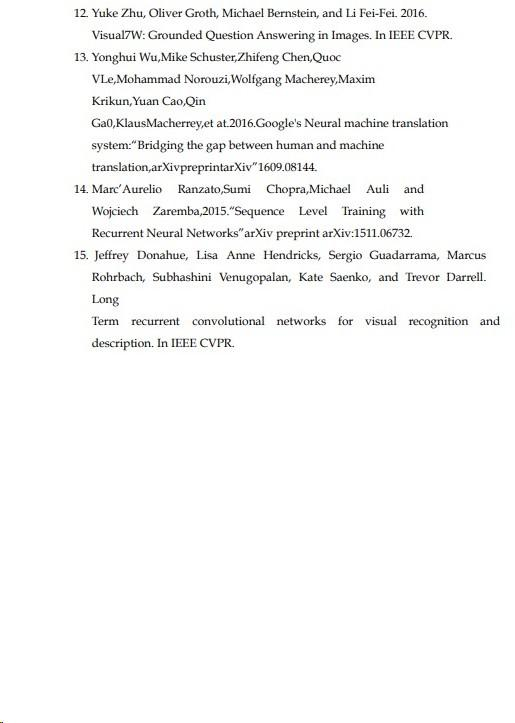 12. Yuke Zhu, Oliver Groth, Michael Bernstein, and Li Fei-Fei. 2016.
Visual7W: Grounded Question Answering in Images. In IEEE CVPR.
13. Yonghui Wu,Mike Schuster,Zhifeng Chen,Quoc
VLe,Mohammad Norouzi,Wolfgang Macherey,Maxim
Krikun,Yuan Cao,Qin
Ga0,KlausMacherrey,et at.2016.Google's Neural machine translation
system:“Bridging the gap between human and machine
translation,arXivpreprintarXiv”1609.08144.
14. Marc’Aurelio Ranzato,Sumi Chopra,Michael Auli and
Wojciech Zaremba,2015.“Sequence Level Training with
Recurrent Neural Networks”arXiv preprint arXiv:1511.06732.
15. Jeffrey Donahue, Lisa Anne Hendricks, Sergio Guadarrama, Marcus
Rohrbach, Subhashini Venugopalan, Kate Saenko, and Trevor Darrell.
Long
Term recurrent convolutional networks for visual recognition and
description. In IEEE CVPR.